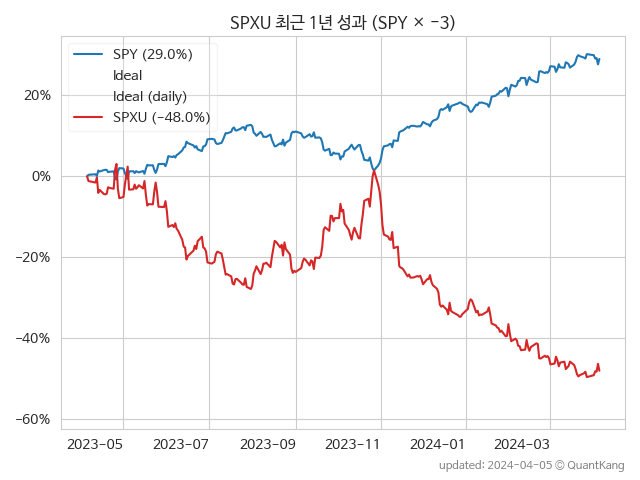 SPXU 최근 1년 성과 (SPY × −3)
SPY (29.0%)
Ideal
Ideal (daily)
SPXU (−48.0%)
20%
0%
−20%
−40%
−60%
2023-05 2023-07 2023-09 2023-11 2024-01 2024-03
updated: 2024-04-05 © QuantKang